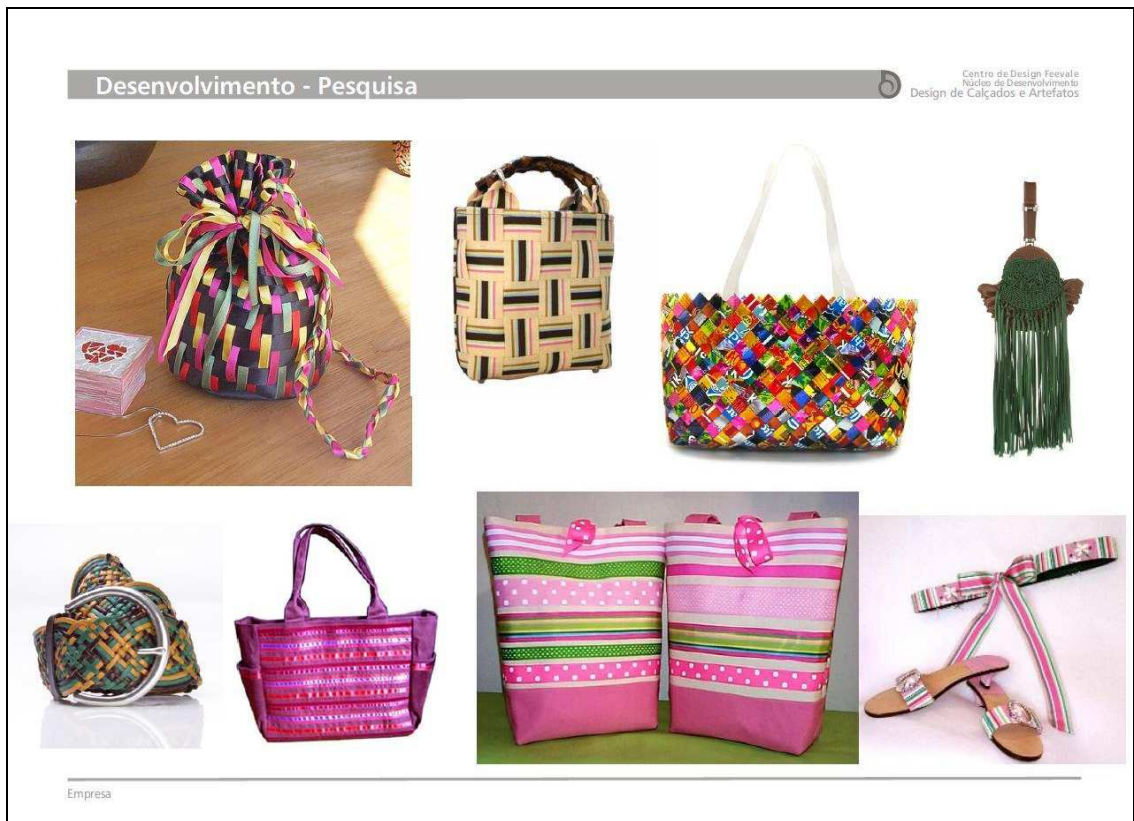 Desenvolvimento - Pesquisa
Centro de Design Feevale
Núcleo de Desenvolvimento
Design de Calçados e Artefatos
Empresa